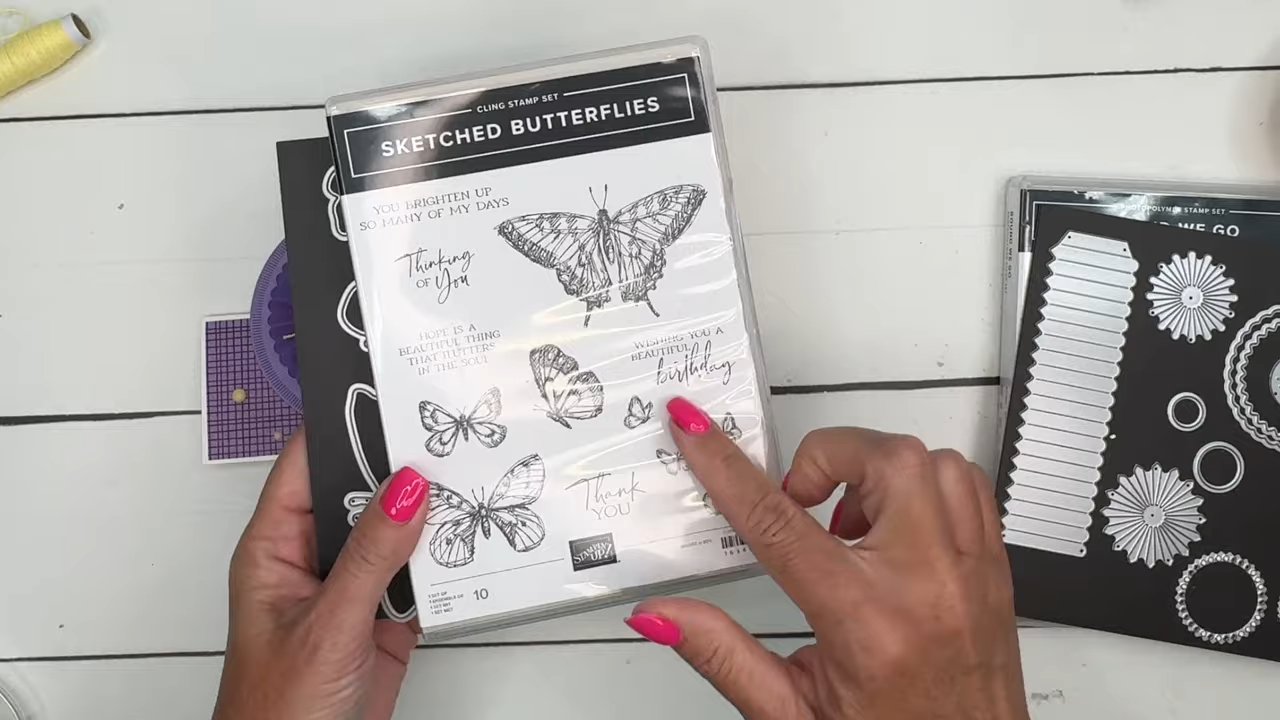 CLING STAMP SET
SKETCHED BUTTERFLIES
YOU BRIGHTEN UP
SO MANY OF MY DAYS
Thinking
OF You
HOPE IS A
BEAUTIFUL THING
THAT FLUTTERS
IN THE SOUL
WISHING YOU A
BEAUTIFUL
birthday
Thank
YOU
STAMPIN' UP!
10
PHOTOPOLYMER STAMP SET
WE GO